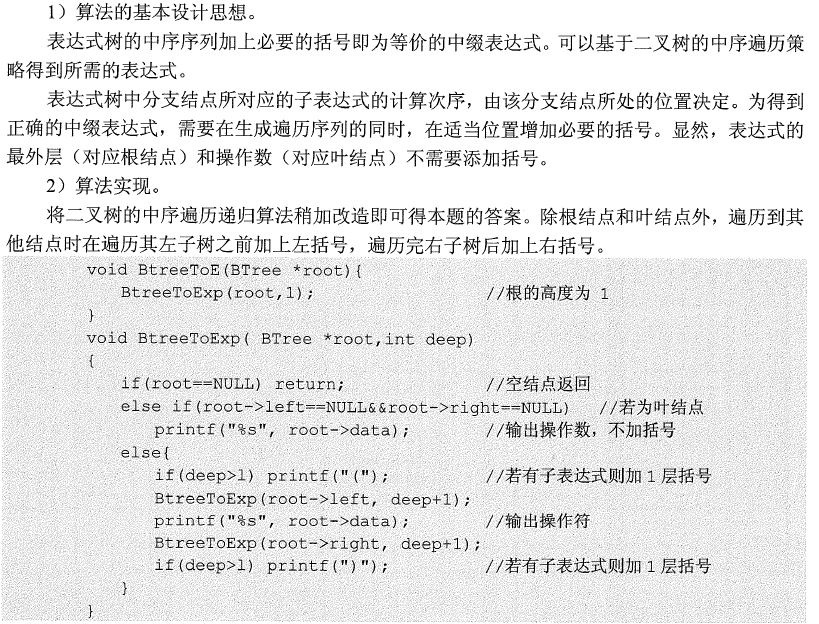 1）算法的基本设计思想。
表达式树的中序序列加上必要的括号即为等价的中缀表达式。可以基于二叉树的中序遍历策
略得到所需的表达式。
表达式树中分支结点所对应的子表达式的计算次序，由该分支结点所处的位置决定。为得到
正确的中缀表达式，需要在生成遍历序列的同时，在适当位置增加必要的括号。显然，表达式的
最外层（对应根结点）和操作数（对应叶结点）不需要添加括号。
2）算法实现。
将二叉树的中序遍历递归算法稍加改造即可得本题的答案。除根结点和叶结点外，遍历到其
他结点时在遍历其左子树之前加上左括号，遍历完右子树后加上右括号。
void BtreeToE(BTree *root){
BtreeToExp(root,1); //根的高度为 1
}
void BtreeToExp( BTree *root,int deep)
{
if(root==NULL) return; //空结点返回
else if(root->left==NULL&&root->right==NULL) //若为叶结点
printf("%s", root->data); //输出操作数，不加括号
else{
if(deep>1) printf("("); //若有子表达式则加 1 层括号
BtreeToExp(root->left, deep+1);
printf("%s", root->data); //输出操作符
BtreeToExp(root->right, deep+1);
if(deep>1) printf(")"); //若有子表达式则加 1 层括号
}
}